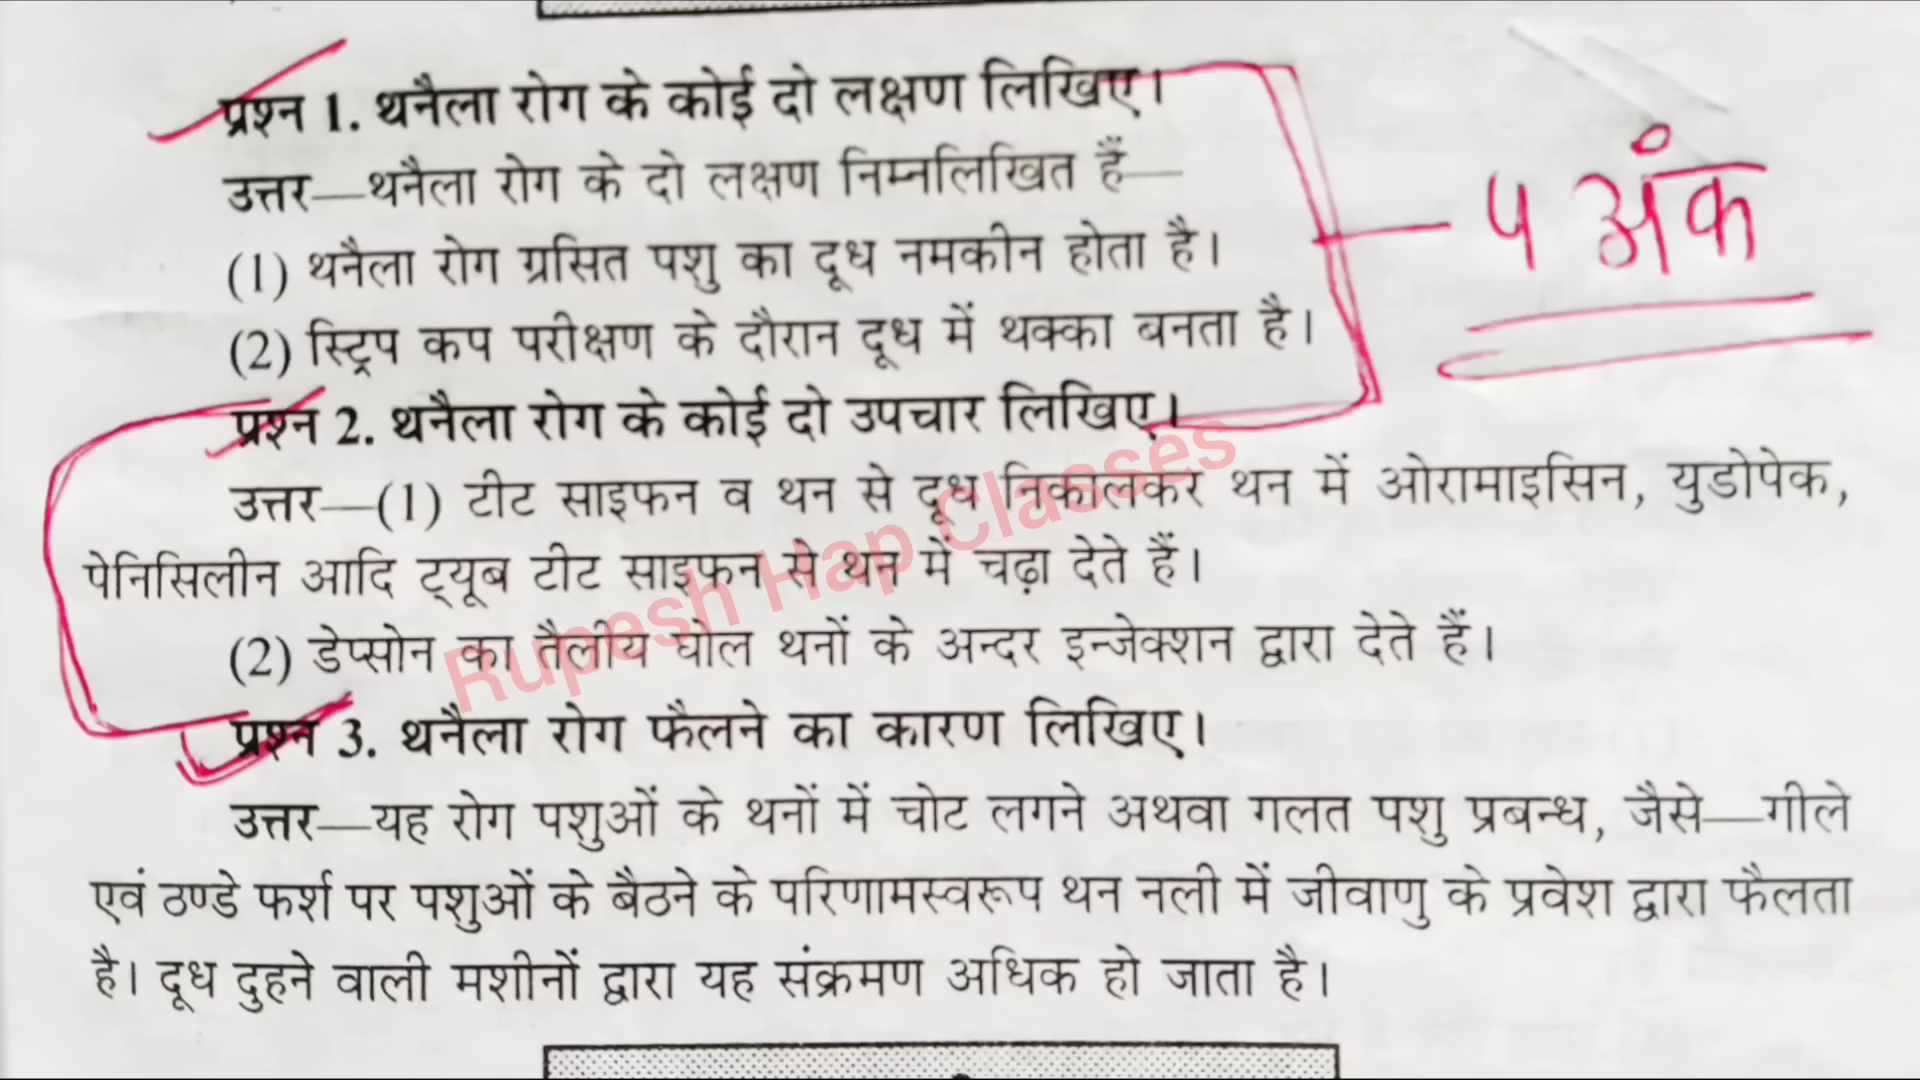 प्रश्न 1. थनैला रोग के कोई दो लक्षण लिखिए।
उत्तर—थनैला रोग के दो लक्षण निम्नलिखित हैं—
(1) थनैला रोग ग्रसित पशु का दूध नमकीन होता है।
(2) स्ट्रिप कप परीक्षण के दौरान दूध में थक्का बनता है।
५ अंक
प्रश्न 2. थनैला रोग के कोई दो उपचार लिखिए।
उत्तर—(1) टीट साइफन व थन से दूध निकालकर थन में ओरामाइसिन, युडोपेक,
पेनिसिलीन आदि ट्यूब टीट साइफन से थन में चढ़ा देते हैं।
(2) डेप्सोन का तैलीय घोल थनों के अन्दर इन्जेक्शन द्वारा देते हैं।
Rupesh Hap Classes
प्रश्न 3. थनैला रोग फैलने का कारण लिखिए।
उत्तर—यह रोग पशुओं के थनों में चोट लगने अथवा गलत पशु प्रबन्ध, जैसे—गीले
एवं ठण्डे फर्श पर पशुओं के बैठने के परिणामस्वरूप थन नली में जीवाणु के प्रवेश द्वारा फैलता
है। दूध दुहने वाली मशीनों द्वारा यह संक्रमण अधिक हो जाता है।